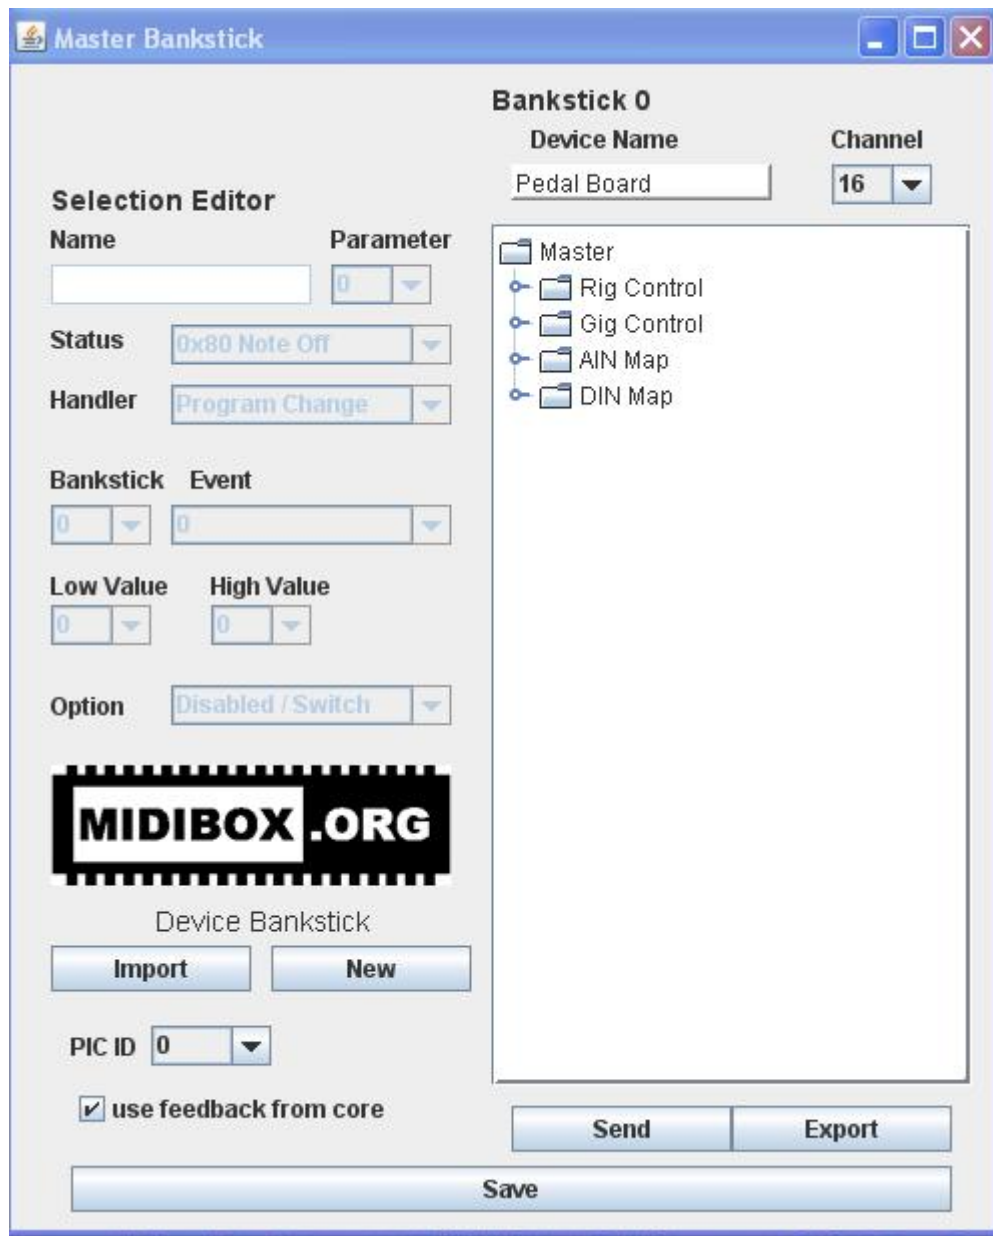 Master Bankstick
Bankstick 0
Device Name Channel
Pedal Board 16
Selection Editor
Name Parameter
0
Status 0x80 Note Off
Handler Program Change
Bankstick Event
0 0
Low Value High Value
0 0
Option Disabled / Switch
MIDIBOX.ORG
Device Bankstick
Import New
PIC ID 0
use feedback from core
Master
Rig Control
Gig Control
AIN Map
DIN Map
Send Export
Save